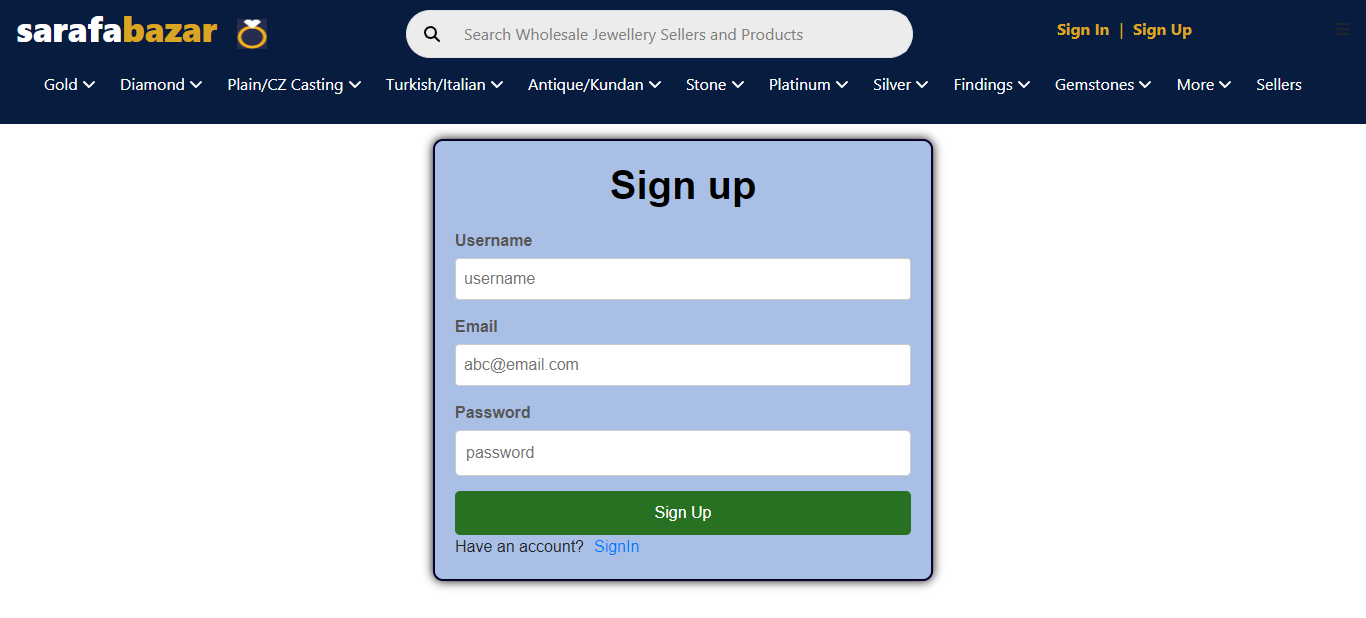 sarafabazar
Search Wholesale Jewellery Sellers and Products
Sign In | Sign Up
Gold Diamond Plain/CZ Casting Turkish/Italian Antique/Kundan Stone Platinum Silver Findings Gemstones More Sellers
Sign up
Username
username
Email
abc@email.com
Password
password
Sign Up
Have an account? SignIn